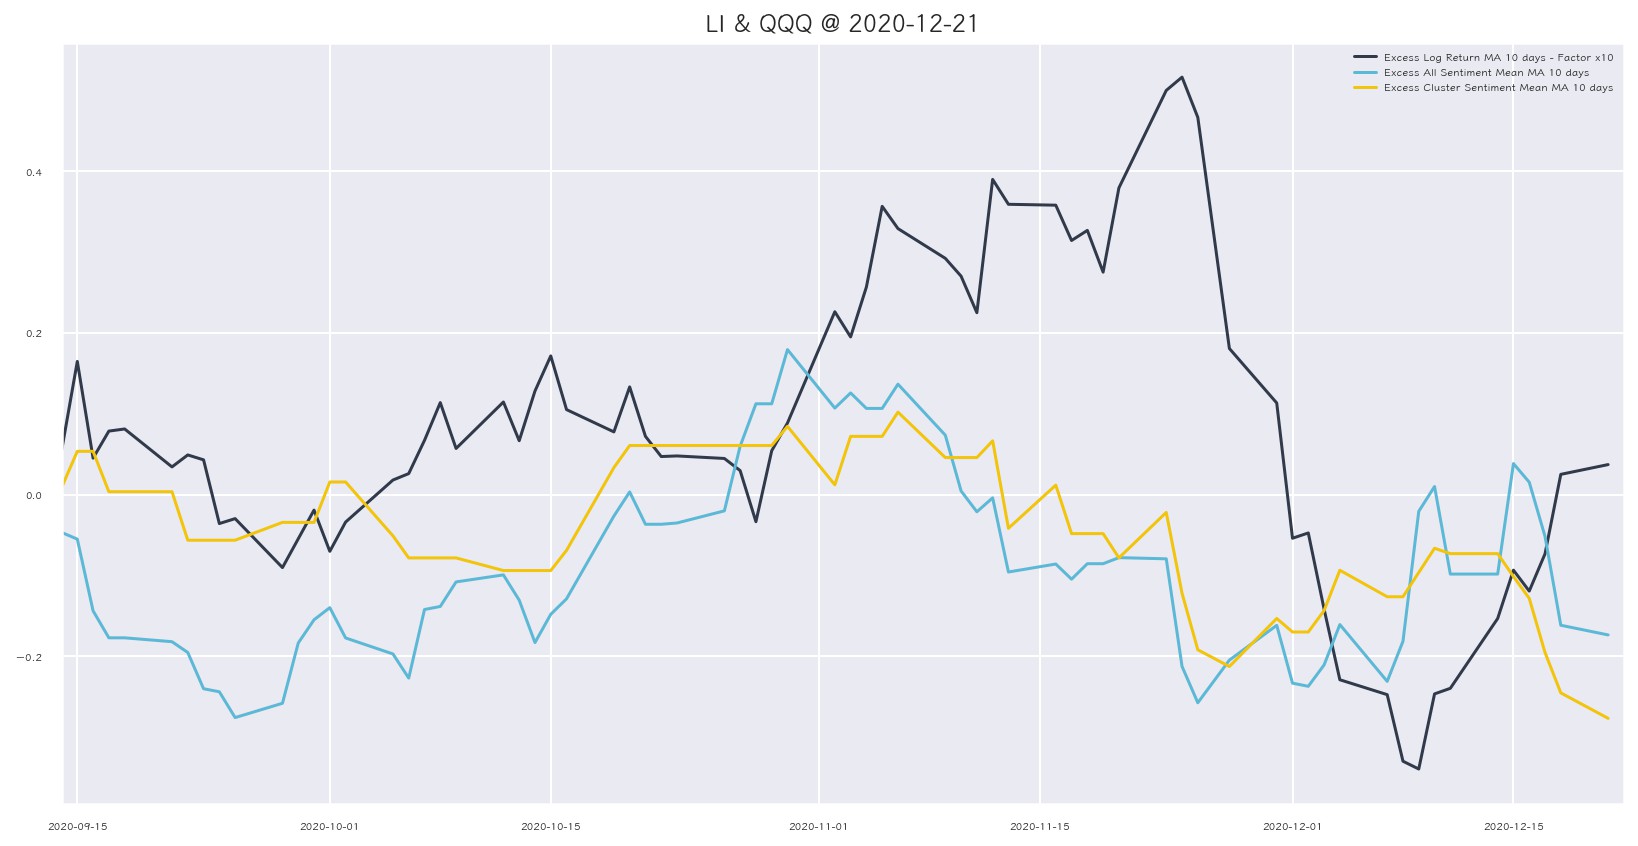 LI & QQQ @ 2020-12-21
Excess Log Return MA 10 days - Factor x10
Excess All Sentiment Mean MA 10 days
Excess Cluster Sentiment Mean MA 10 days
0.4
0.2
0.0
−0.2
2020-09-15 2020-10-01 2020-10-15 2020-11-01 2020-11-15 2020-12-01 2020-12-15